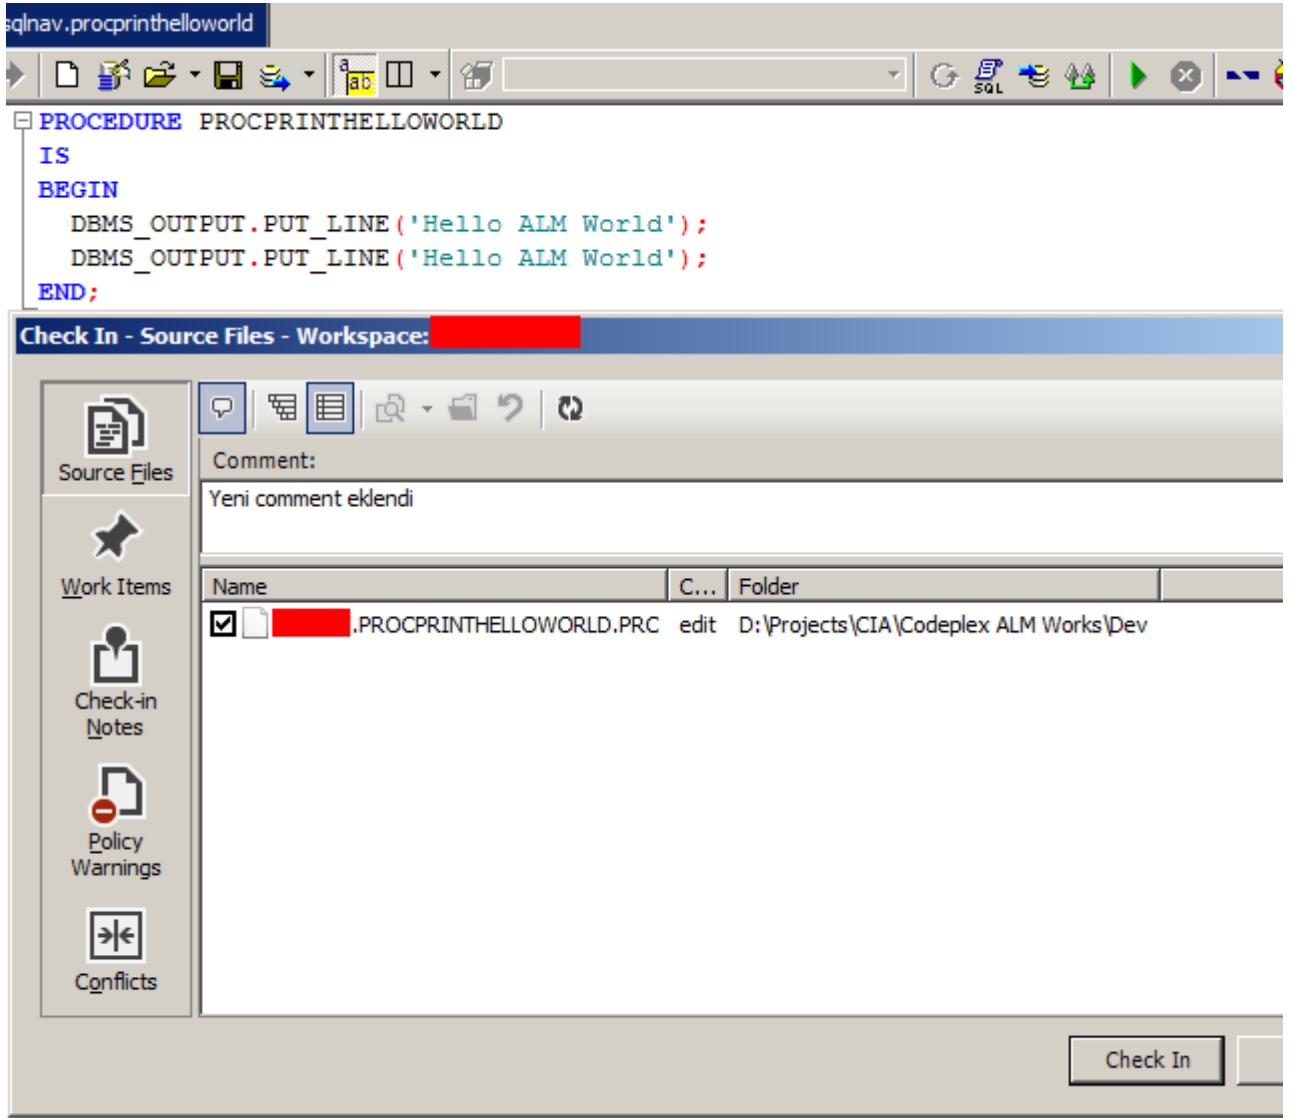 sqlnav.procprinthelloworld
a
ab
SQL
PROCEDURE PROCPRINTHELLOWORLD
IS
BEGIN
DBMS_OUTPUT.PUT_LINE('Hello ALM World');
DBMS_OUTPUT.PUT_LINE('Hello ALM World');
END;
Check In - Source Files - Workspace:
Source Files
Comment:
Yeni comment eklendi
Work Items
Name C... Folder
.PROCPRINTHELLOWORLD.PRC edit D:\Projects\CIA\Codeplex ALM Works\Dev
Check-in
Notes
Policy
Warnings
Conflicts
Check In